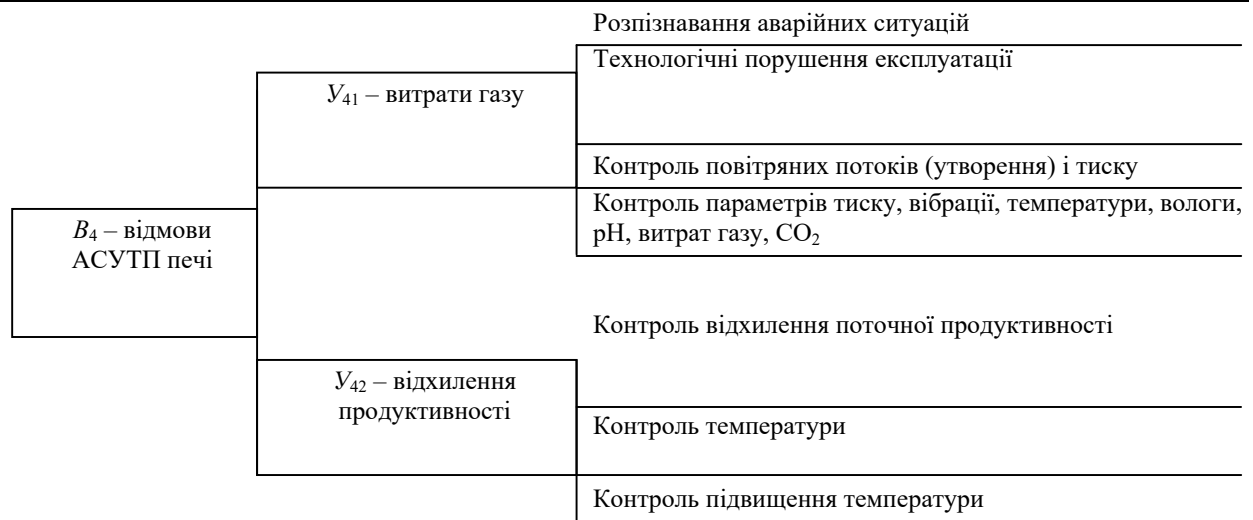 Розпізнавання аварійних ситуацій
Технологічні порушення експлуатації
У₄₁ – витрати газу
Контроль повітряних потоків (утворення) і тиску
Контроль параметрів тиску, вібрації, температури, вологи,
pH, витрат газу, CO₂
В₄ – відмови
АСУТП печі
Контроль відхилення поточної продуктивності
У₄₂ – відхилення
продуктивності
Контроль температури
Контроль підвищення температури